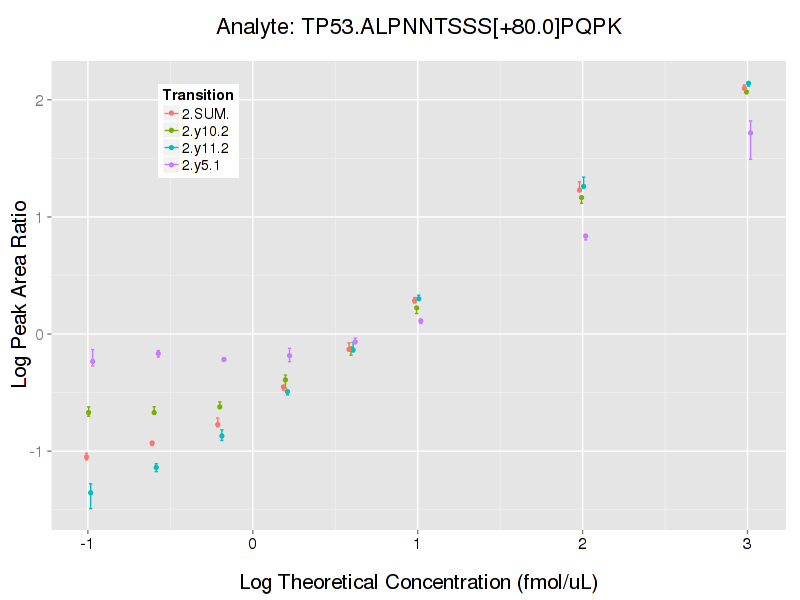 Analyte: TP53.ALPNNTSSS[+80.0]PQPK
Transition
2.SUM.
2.y10.2
2.y11.2
2.y5.1
2
1
0
-1
Log Peak Area Ratio
-1 0 1 2 3
Log Theoretical Concentration (fmol/uL)